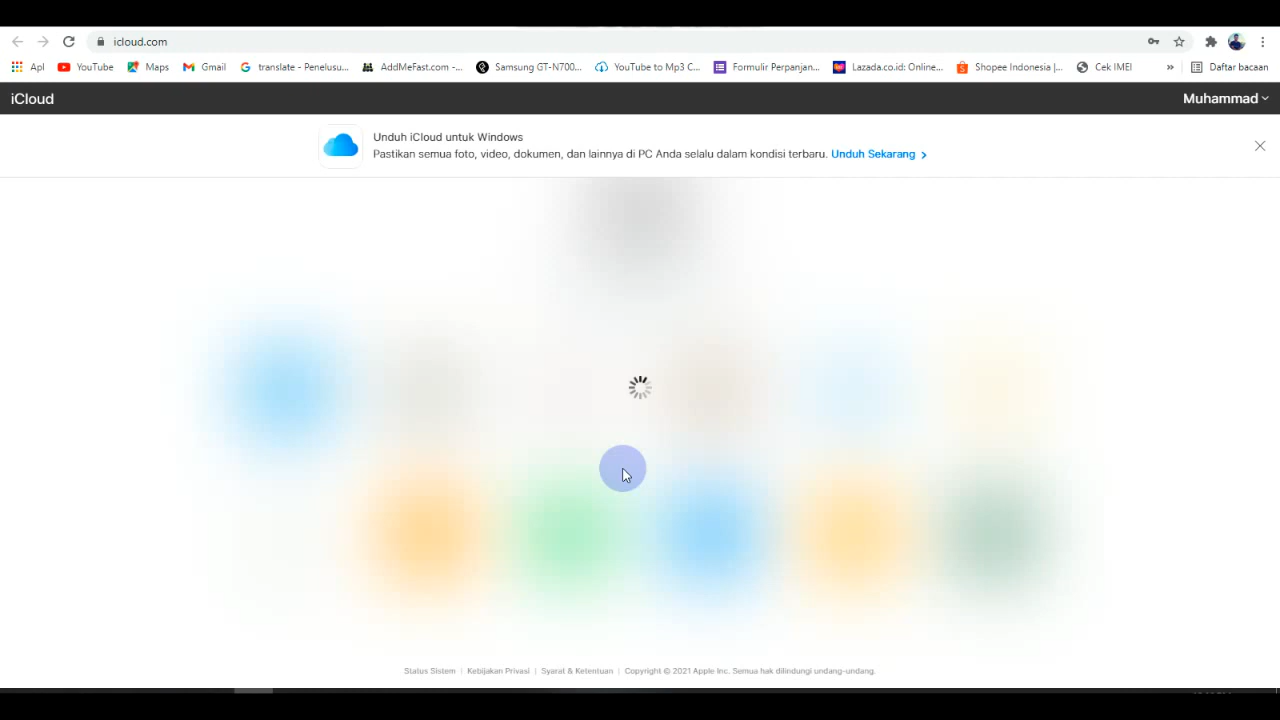 icloud.com
Apl YouTube Maps Gmail translate - Penelusu... AddMeFast.com -... Samsung GT-N700... YouTube to Mp3 C... Formulir Perpanjan... Lazada.co.id: Online... Shopee Indonesia |... Cek IMEI » Daftar bacaan
iCloud Muhammad
Unduh iCloud untuk Windows
Pastikan semua foto, video, dokumen, dan lainnya di PC Anda selalu dalam kondisi terbaru. Unduh Sekarang >
Status Sistem | Kebijakan Privasi | Syarat & Ketentuan | Copyright © 2021 Apple Inc. Semua hak dilindungi undang-undang.